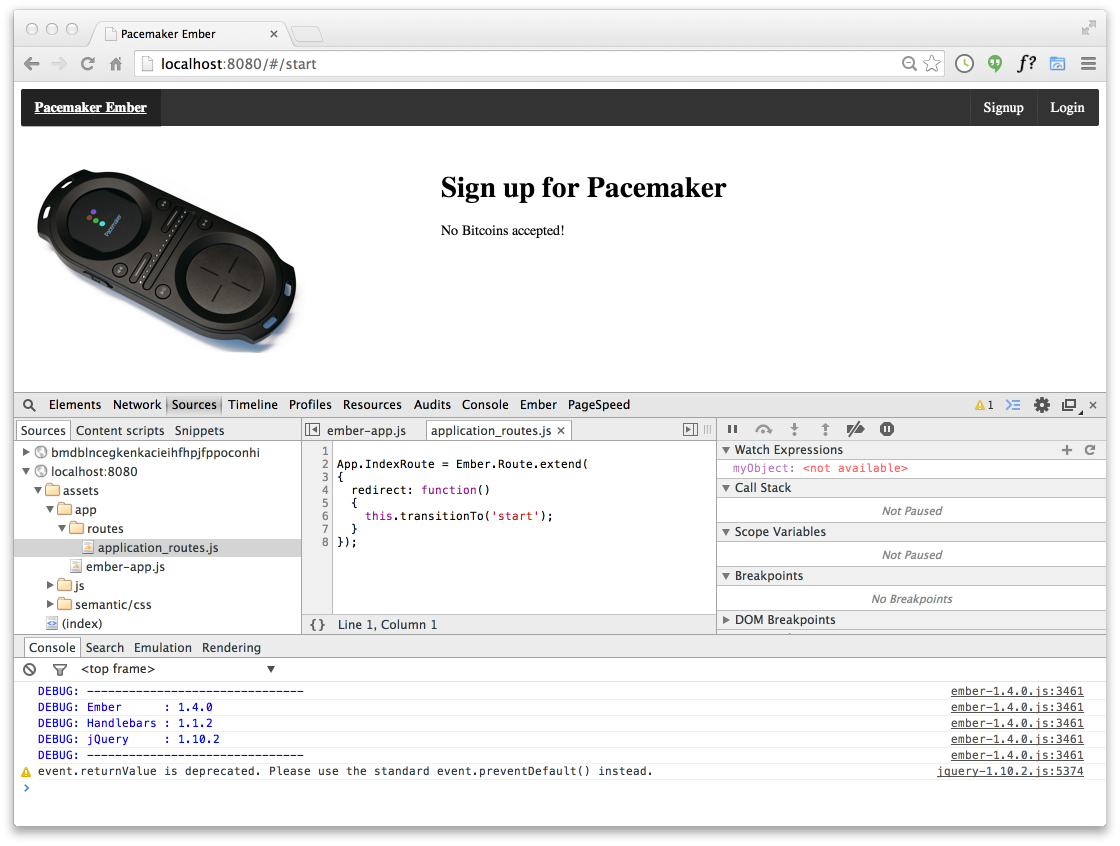 Pacemaker Ember
localhost:8080/#/start
f?
Pacemaker Ember
Signup
Login
Pacemaker
Sign up for Pacemaker
No Bitcoins accepted!
Elements Network Sources Timeline Profiles Resources Audits Console Ember PageSpeed
1
Sources Content scripts Snippets
bmdblncegkenkacieihfhpjfppoconhi
localhost:8080
assets
app
routes
application_routes.js
ember-app.js
js
semantic/css
(index)
ember-app.js application_routes.js
1
2 App.IndexRoute = Ember.Route.extend(
3 {
4 redirect: function()
5 {
6 this.transitionTo('start');
7 }
8 });
{} Line 1, Column 1
Watch Expressions
myObject: <not available>
Call Stack
Not Paused
Scope Variables
Not Paused
Breakpoints
No Breakpoints
DOM Breakpoints
Console Search Emulation Rendering
<top frame>
DEBUG: ------------------------------- ember-1.4.0.js:3461
DEBUG: Ember : 1.4.0 ember-1.4.0.js:3461
DEBUG: Handlebars : 1.1.2 ember-1.4.0.js:3461
DEBUG: jQuery : 1.10.2 ember-1.4.0.js:3461
DEBUG: ------------------------------- ember-1.4.0.js:3461
event.returnValue is deprecated. Please use the standard event.preventDefault() instead. jquery-1.10.2.js:5374
>